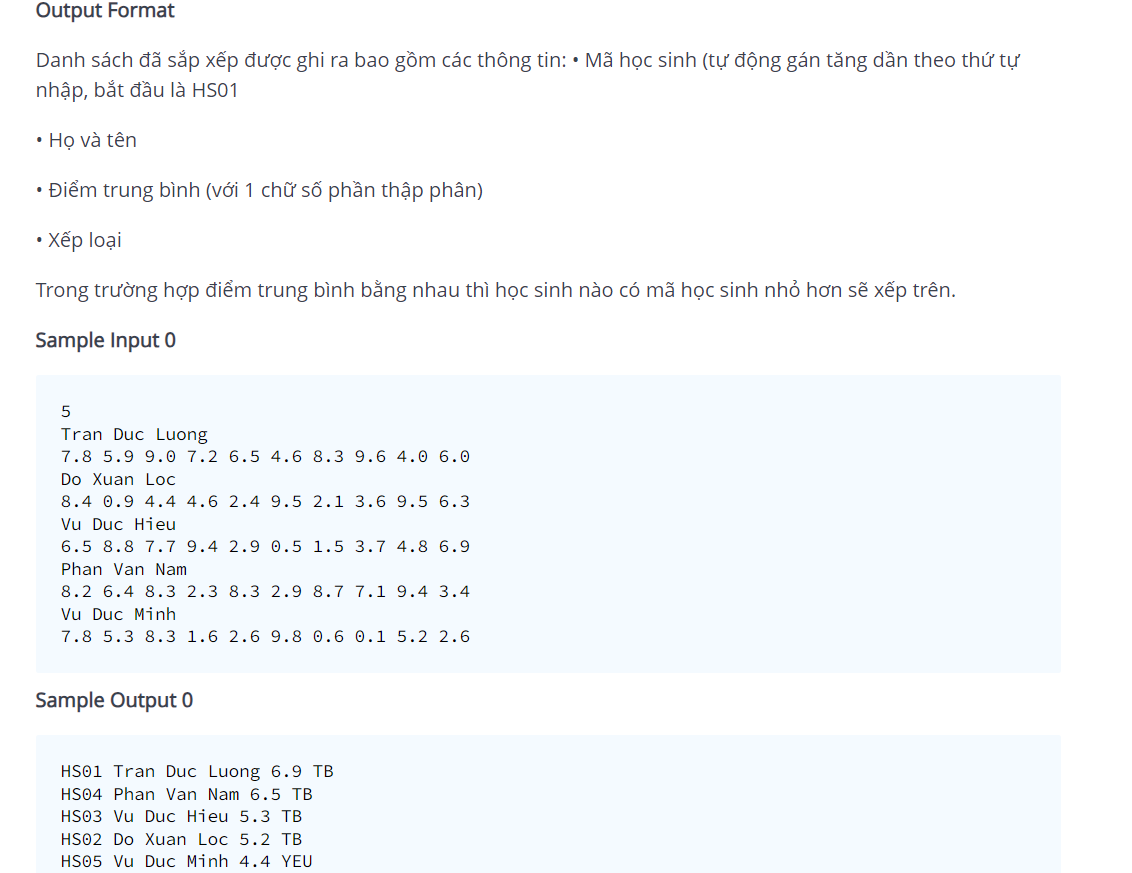 Output Format
Danh sách đã sắp xếp được ghi ra bao gồm các thông tin: • Mã học sinh (tự động gán tăng dần theo thứ tự
nhập, bắt đầu là HS01
• Họ và tên
• Điểm trung bình (với 1 chữ số phần thập phân)
• Xếp loại
Trong trường hợp điểm trung bình bằng nhau thì học sinh nào có mã học sinh nhỏ hơn sẽ xếp trên.
Sample Input 0
5
Tran Duc Luong
7.8 5.9 9.0 7.2 6.5 4.6 8.3 9.6 4.0 6.0
Do Xuan Loc
8.4 0.9 4.4 4.6 2.4 9.5 2.1 3.6 9.5 6.3
Vu Duc Hieu
6.5 8.8 7.7 9.4 2.9 0.5 1.5 3.7 4.8 6.9
Phan Van Nam
8.2 6.4 8.3 2.3 8.3 2.9 8.7 7.1 9.4 3.4
Vu Duc Minh
7.8 5.3 8.3 1.6 2.6 9.8 0.6 0.1 5.2 2.6
Sample Output 0
HS01 Tran Duc Luong 6.9 TB
HS04 Phan Van Nam 6.5 TB
HS03 Vu Duc Hieu 5.3 TB
HS02 Do Xuan Loc 5.2 TB
HS05 Vu Duc Minh 4.4 YEU